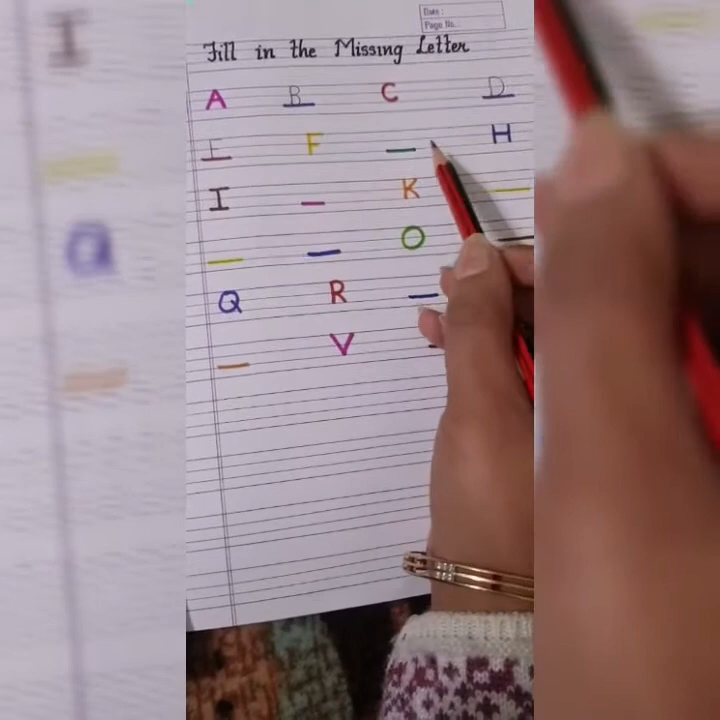 Date :
Page No.
Fill in the Missing Letter
A B C D
F _ H
I _ K _
_ _ O _
Q R _
_ V _